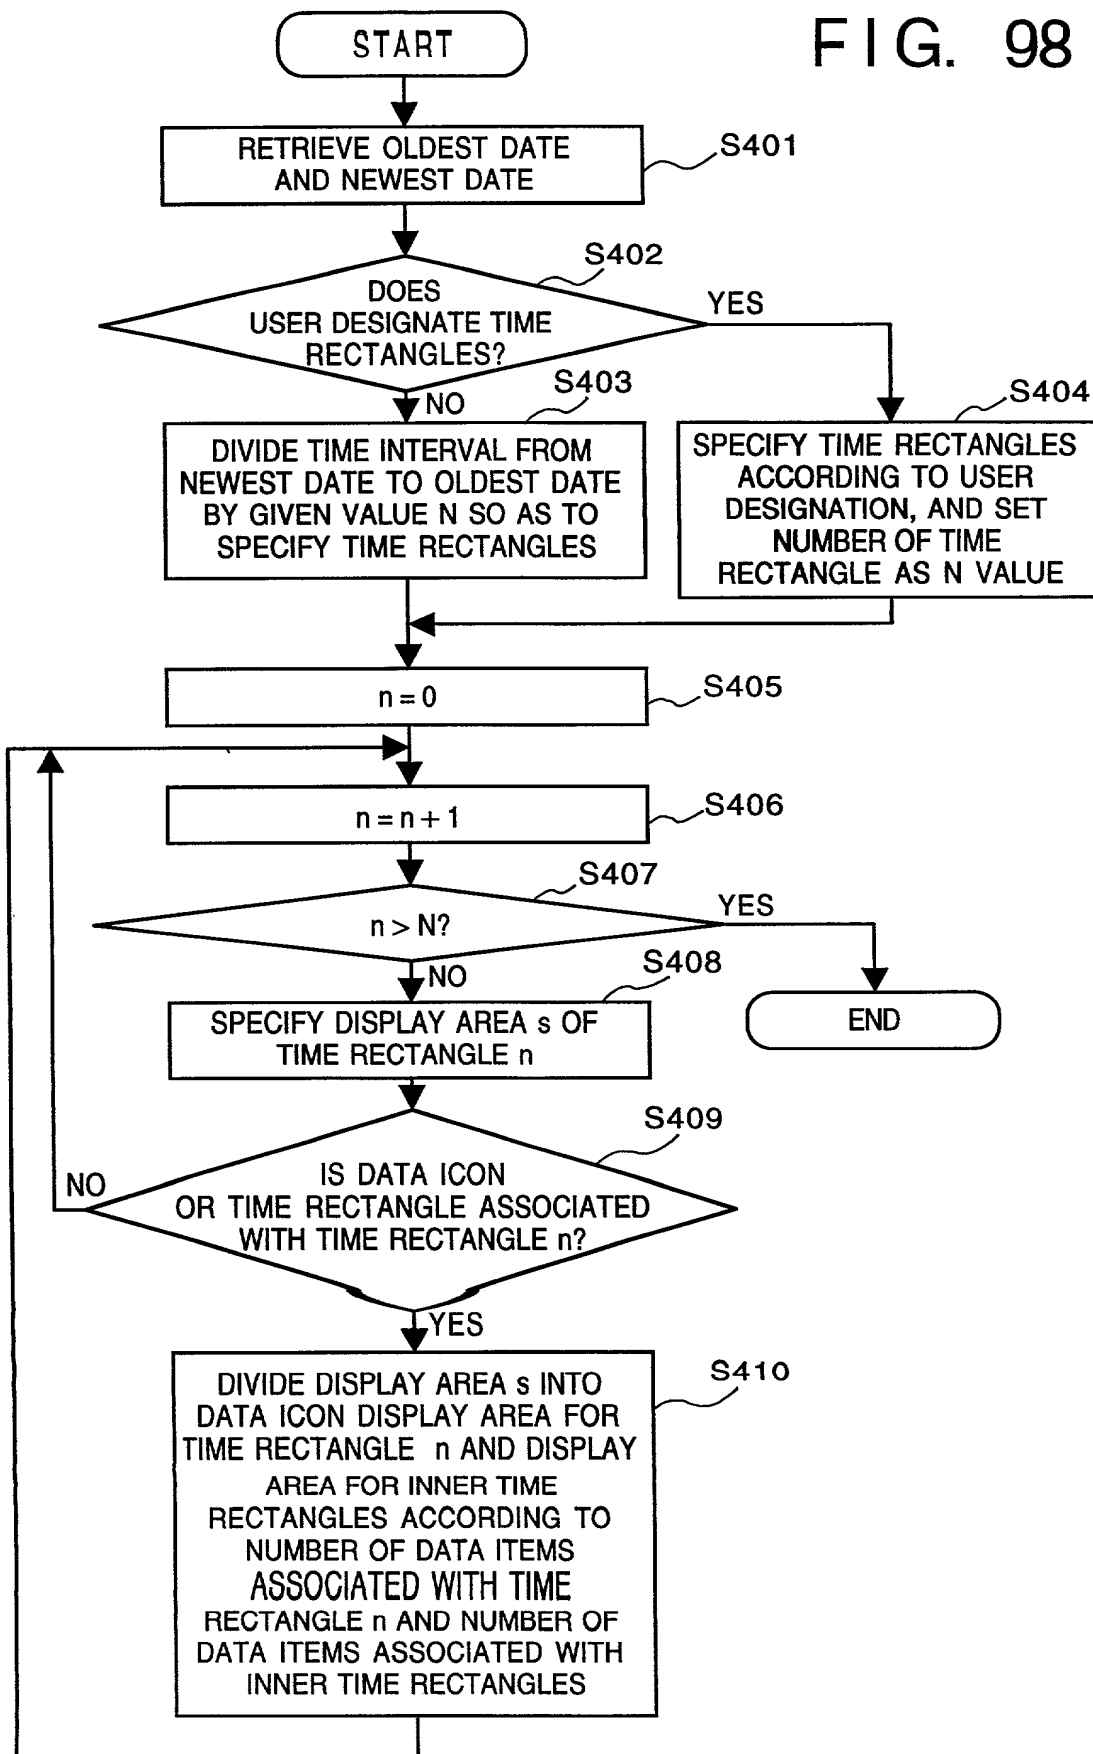 FIG. 98
START
RETRIEVE OLDEST DATE
AND NEWEST DATE
S401
S402
DOES
USER DESIGNATE TIME
RECTANGLES?
YES
NO
S403
DIVIDE TIME INTERVAL FROM
NEWEST DATE TO OLDEST DATE
BY GIVEN VALUE N SO AS TO
SPECIFY TIME RECTANGLES
S404
SPECIFY TIME RECTANGLES
ACCORDING TO USER
DESIGNATION, AND SET
NUMBER OF TIME
RECTANGLE AS N VALUE
n=0
S405
n=n+1
S406
S407
n > N?
YES
NO
END
S408
SPECIFY DISPLAY AREA s OF
TIME RECTANGLE n
S409
IS DATA ICON
OR TIME RECTANGLE ASSOCIATED
WITH TIME RECTANGLE n?
NO
YES
S410
DIVIDE DISPLAY AREA s INTO
DATA ICON DISPLAY AREA FOR
TIME RECTANGLE n AND DISPLAY
AREA FOR INNER TIME
RECTANGLES ACCORDING TO
NUMBER OF DATA ITEMS
ASSOCIATED WITH TIME
RECTANGLE n AND NUMBER OF
DATA ITEMS ASSOCIATED WITH
INNER TIME RECTANGLES